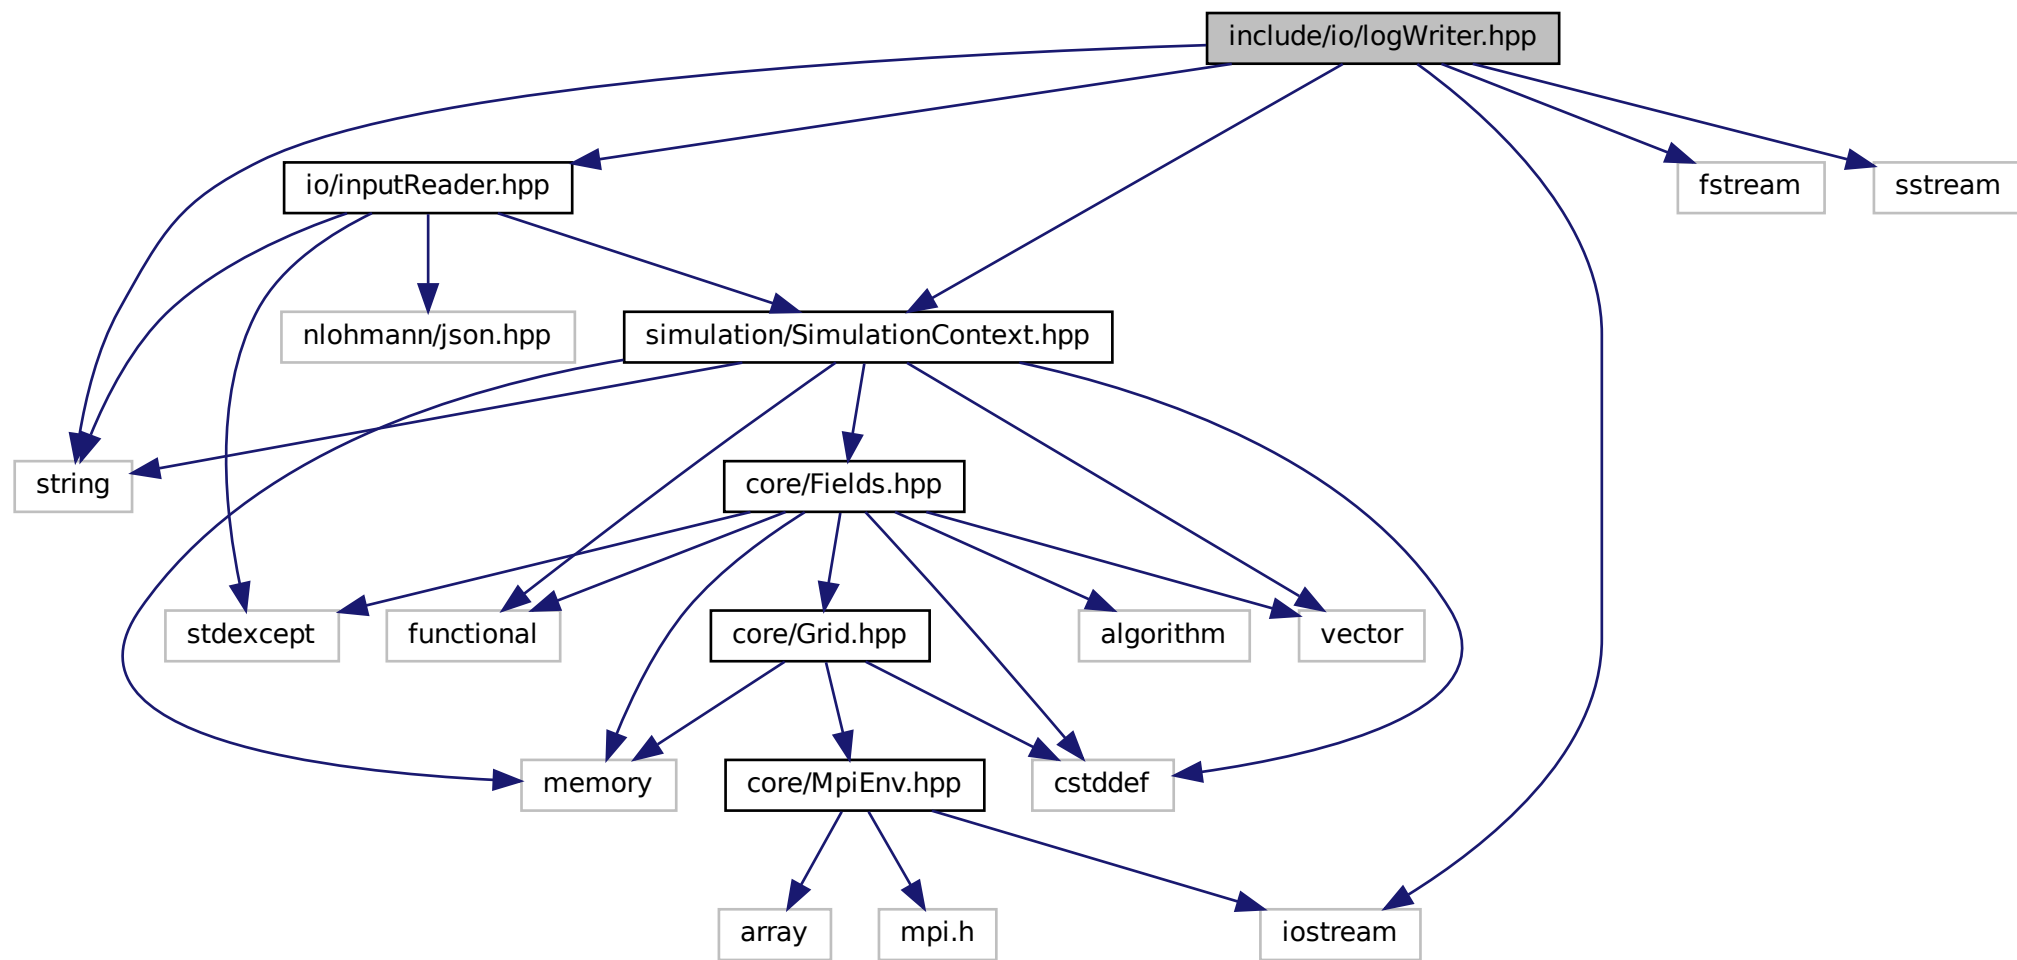 include/io/logWriter.hpp
io/inputReader.hpp
fstream
sstream
nlohmann/json.hpp
simulation/SimulationContext.hpp
string
core/Fields.hpp
stdexcept
functional
core/Grid.hpp
algorithm
vector
memory
core/MpiEnv.hpp
cstddef
array
mpi.h
iostream